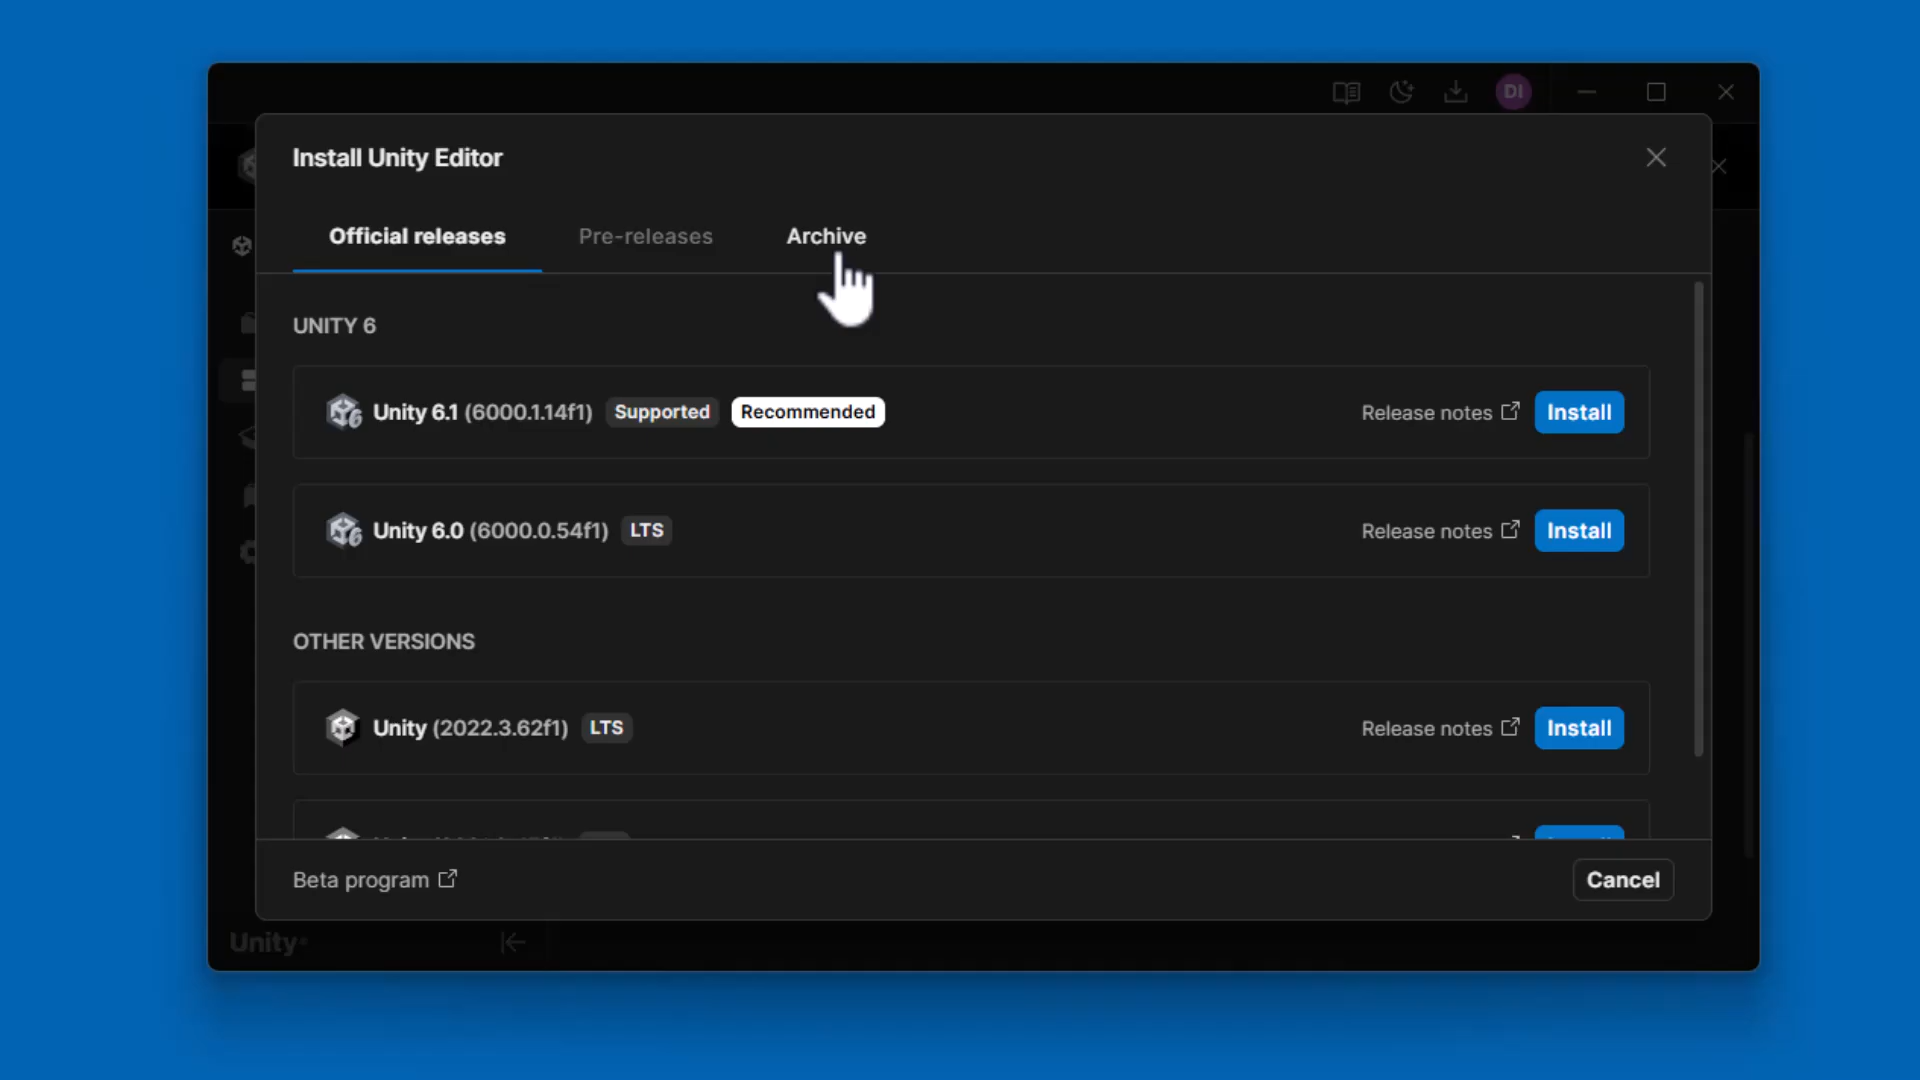 DI
Install Unity Editor
Official releases Pre-releases Archive
UNITY 6
Unity 6.1 (6000.1.14f1) Supported Recommended Release notes Install
Unity 6.0 (6000.0.54f1) LTS Release notes Install
OTHER VERSIONS
Unity (2022.3.62f1) LTS Release notes Install
Beta program Cancel
Unity